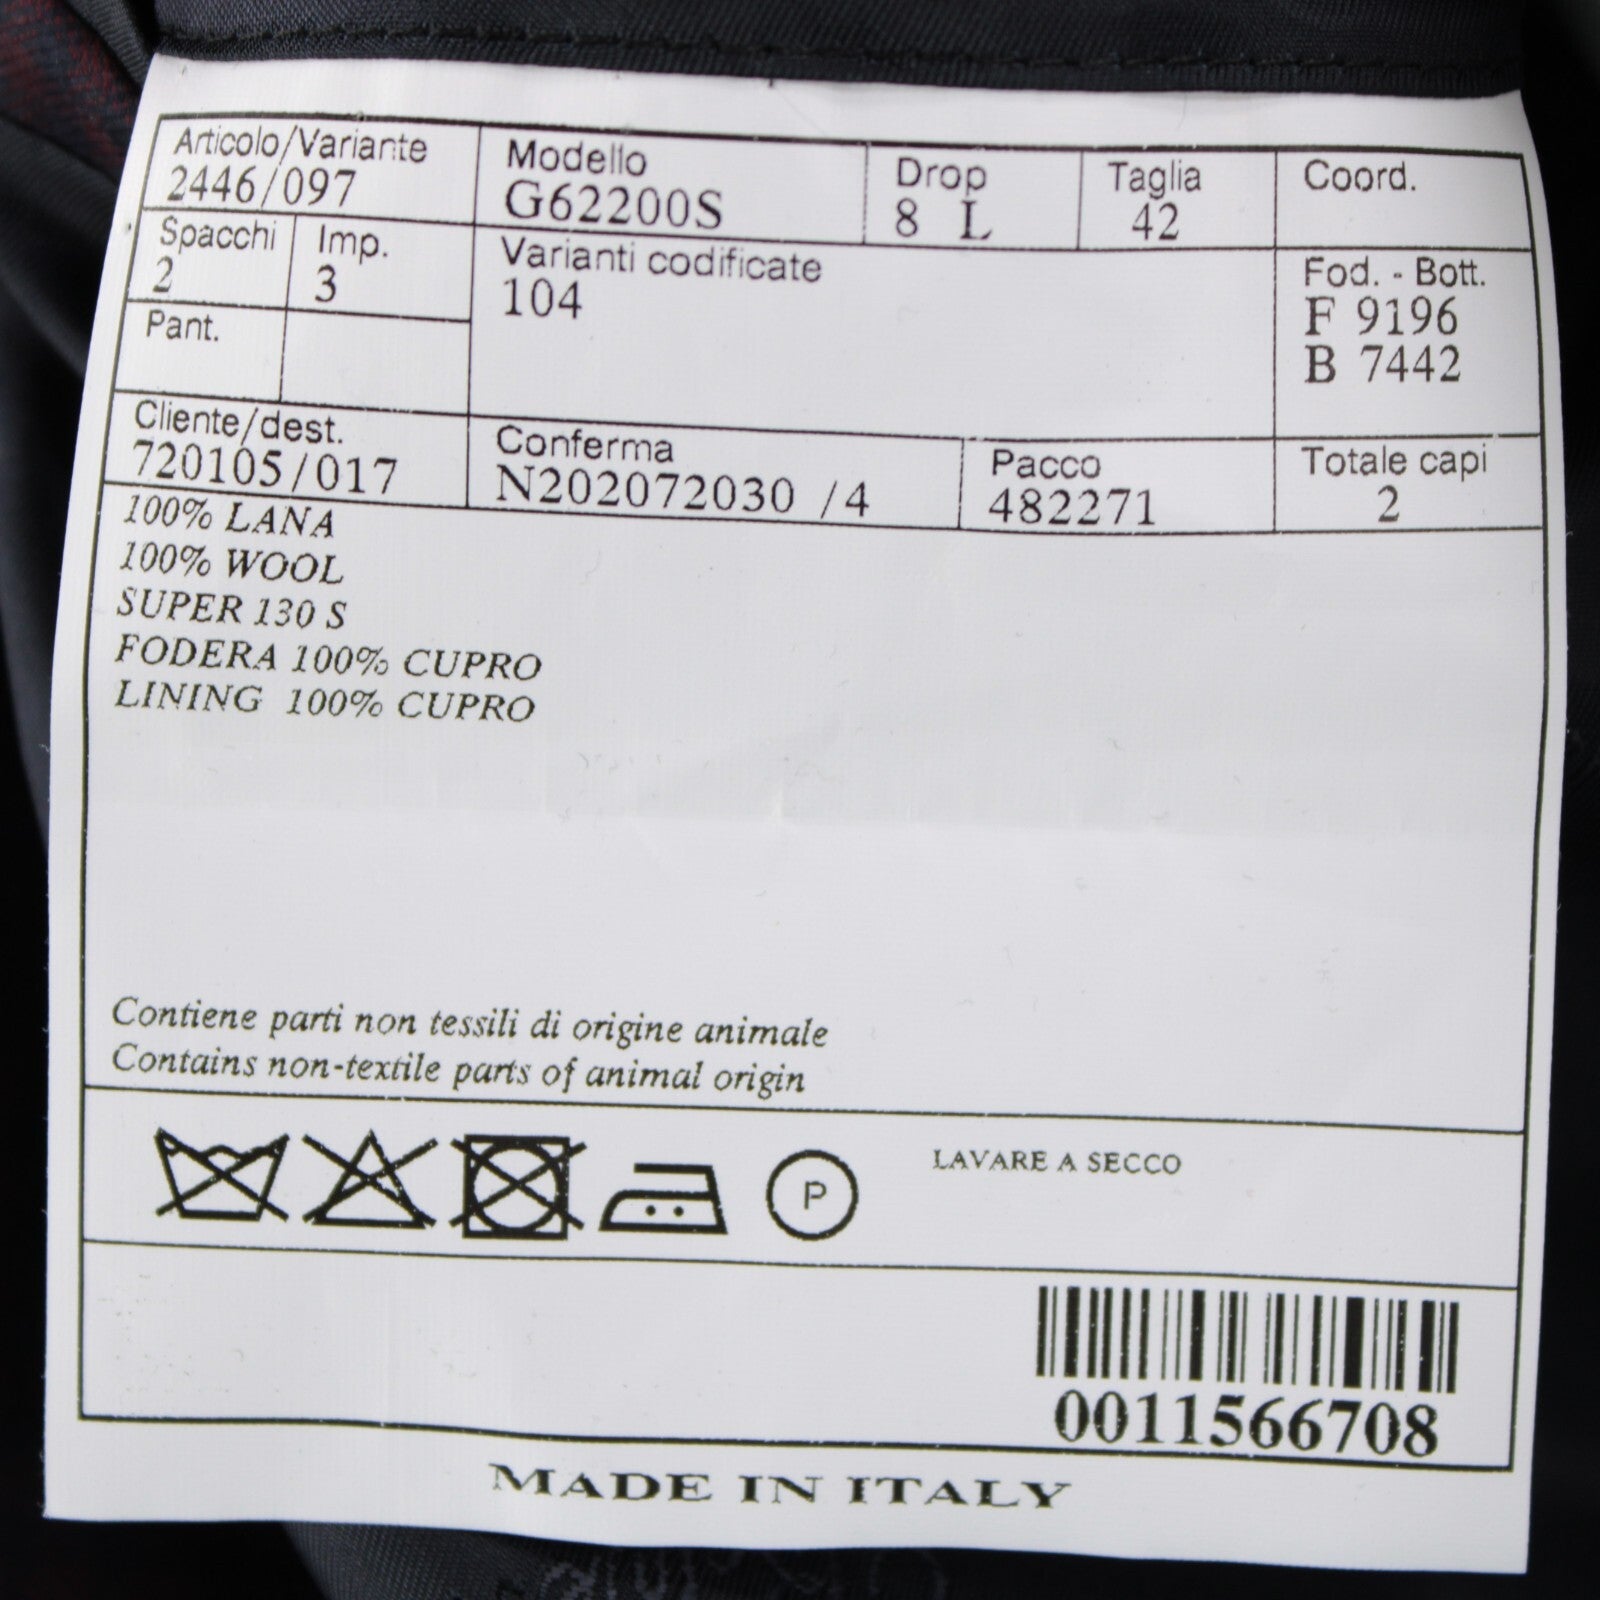 Articolo/Variante
2446/097
Modello
G62200S
Drop
8 L
Taglia
42
Coord.
Spacchi
2
Imp.
3
Varianti codificate
104
Fod. - Bott.
F 9196
B 7442
Pant.
Cliente/dest.
720105/017
Conferma
N202072030 /4
Pacco
482271
Totale capi
2
100% LANA
100% WOOL
SUPER 130 S
FODERA 100% CUPRO
LINING 100% CUPRO
Contiene parti non tessili di origine animale
Contains non-textile parts of animal origin
P
LAVARE A SECCO
0011566708
MADE IN ITALY